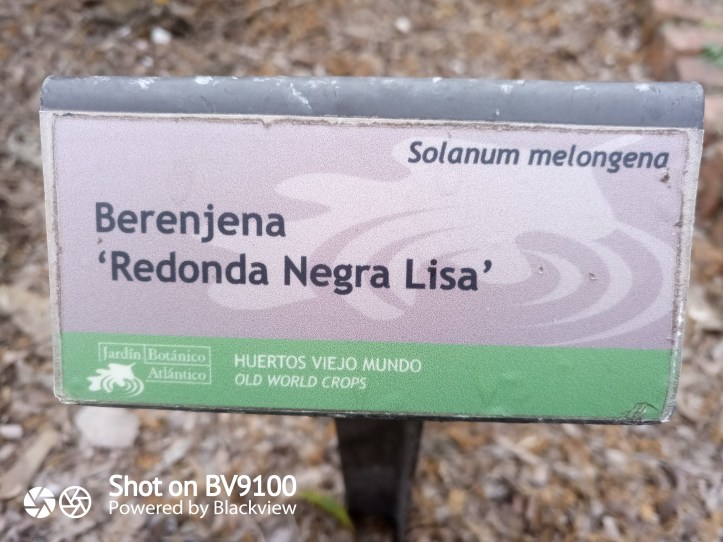 Solanum melongena
Berenjena
‘Redonda Negra Lisa’
Jardín Botánico
Atlántico
HUERTOS VIEJO MUNDO
OLD WORLD CROPS
Shot on BV9100
Powered by Blackview